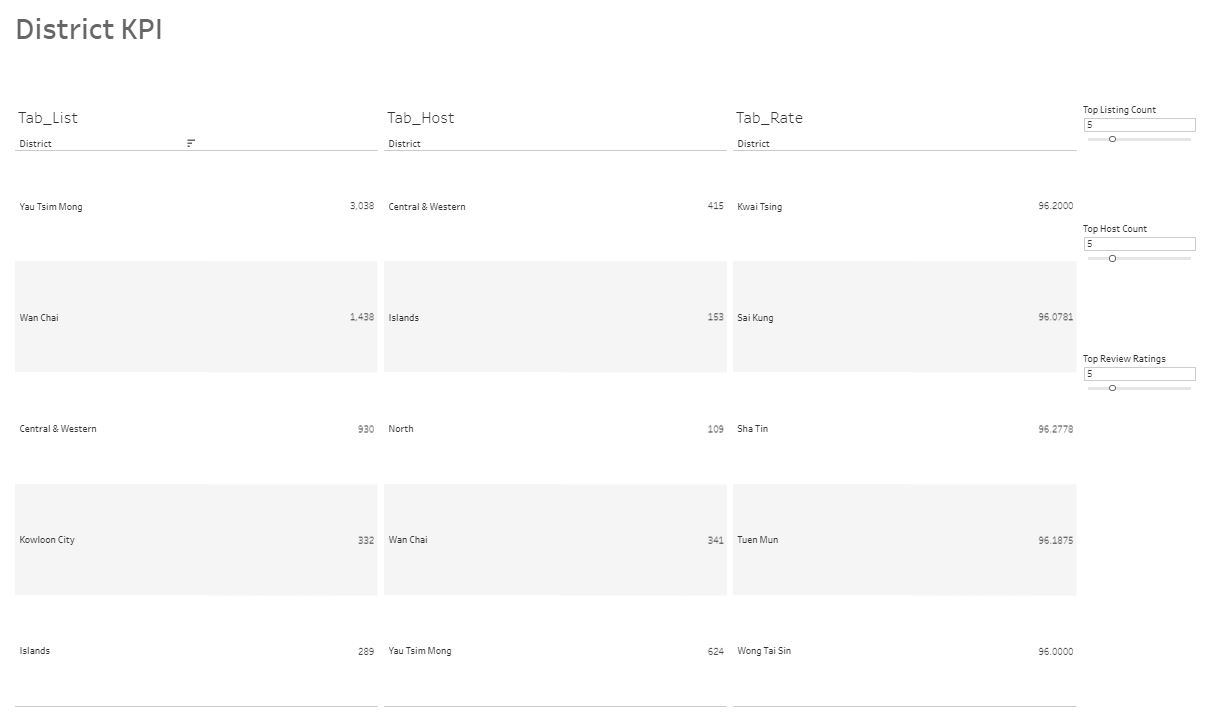 District KPI
Tab_List
District
Yau Tsim Mong 3,038
Wan Chai 1,438
Central & Western 930
Kowloon City 332
Islands 289
Tab_Host
District
Central & Western 415
Islands 153
North 109
Wan Chai 341
Yau Tsim Mong 624
Tab_Rate
District
Kwai Tsing 96.2000
Sai Kung 96.0781
Sha Tin 96.2778
Tuen Mun 96.1875
Wong Tai Sin 96.0000
Top Listing Count
5
Top Host Count
5
Top Review Ratings
5